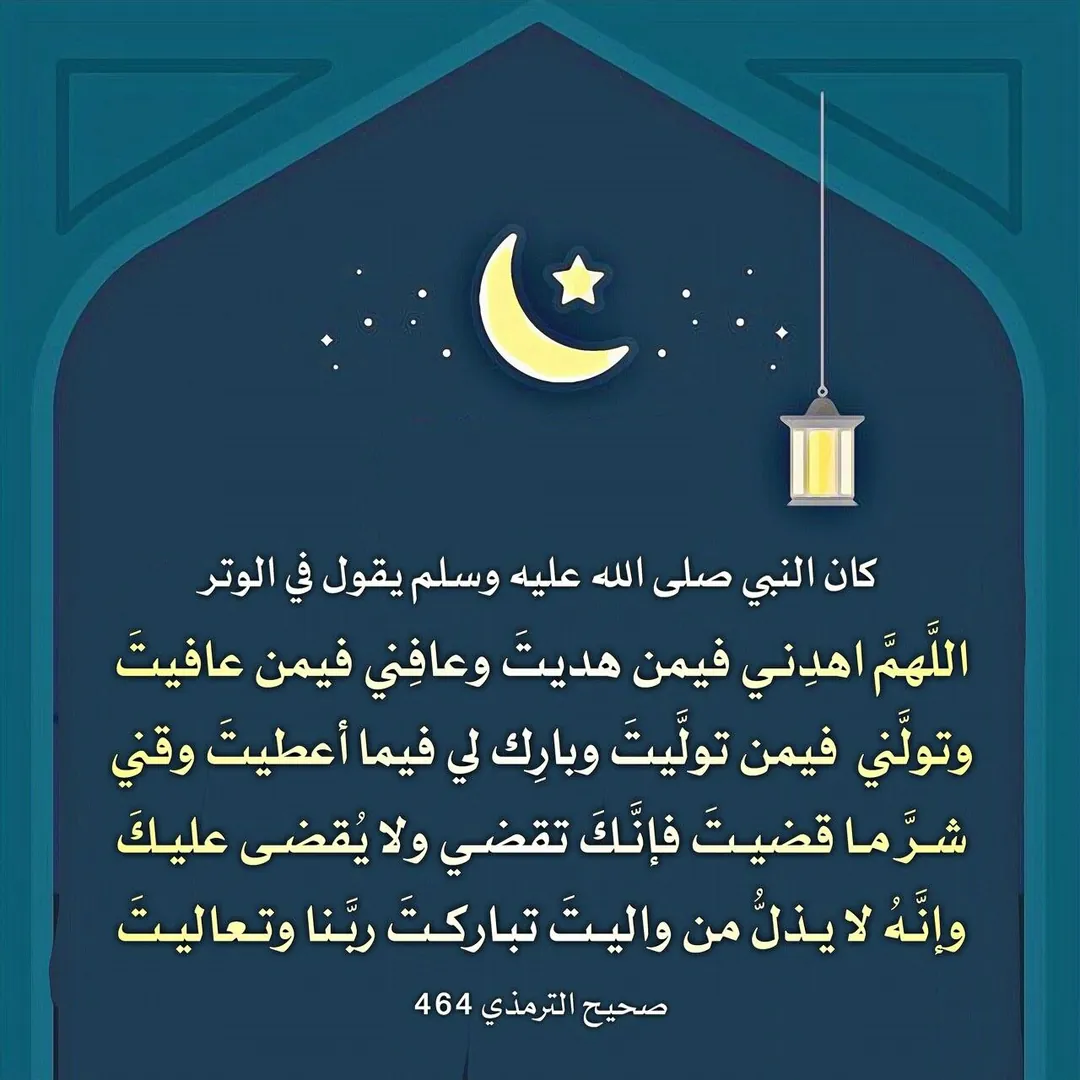 كان النبي صلى الله عليه وسلم يقول في الوتر
اللَّهمَّ اهدِني فيمن هديتَ وعافِني فيمن عافيتَ
وتولَّني فيمن تولَّيتَ وبارِك لي فيما أعطيتَ وقني
شرَّ ما قضيتَ فإنَّكَ تقضي ولا يُقضى عليكَ
وإنَّهُ لا يذلُّ من واليتَ تباركتَ ربَّنا وتعاليتَ
صحيح الترمذي 464